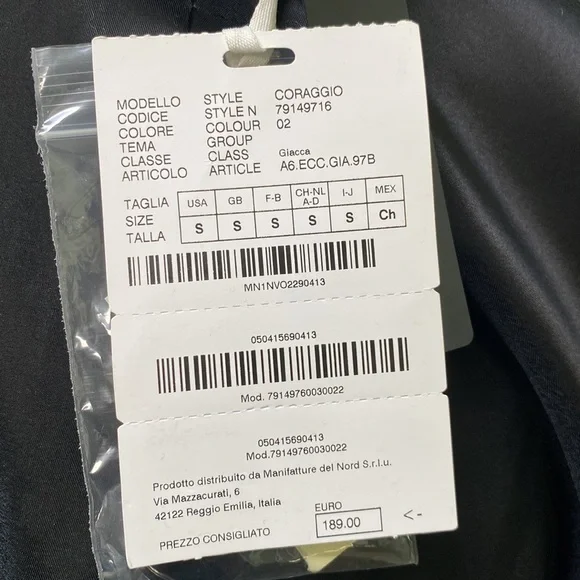 MODELLO STYLE CORAGGIO
CODICE STYLE N 79149716
COLORE COLOUR 02
TEMA GROUP
CLASSE CLASS Giacca
ARTICOLO ARTICLE A6.ECC.GIA.97B
TAGLIA SIZE TALLA
USA GB F-B CH-NL A-D I-J MEX
S S S S S Ch
MN1NVO2290413
050415690413
Mod. 79149760030022
050415690413
Mod.79149760030022
Prodotto distribuito da Manifatture del Nord S.r.l.u.
Via Mazzacurati, 6
42122 Reggio Emilia, Italia
EURO
PREZZO CONSIGLIATO 189.00 <-